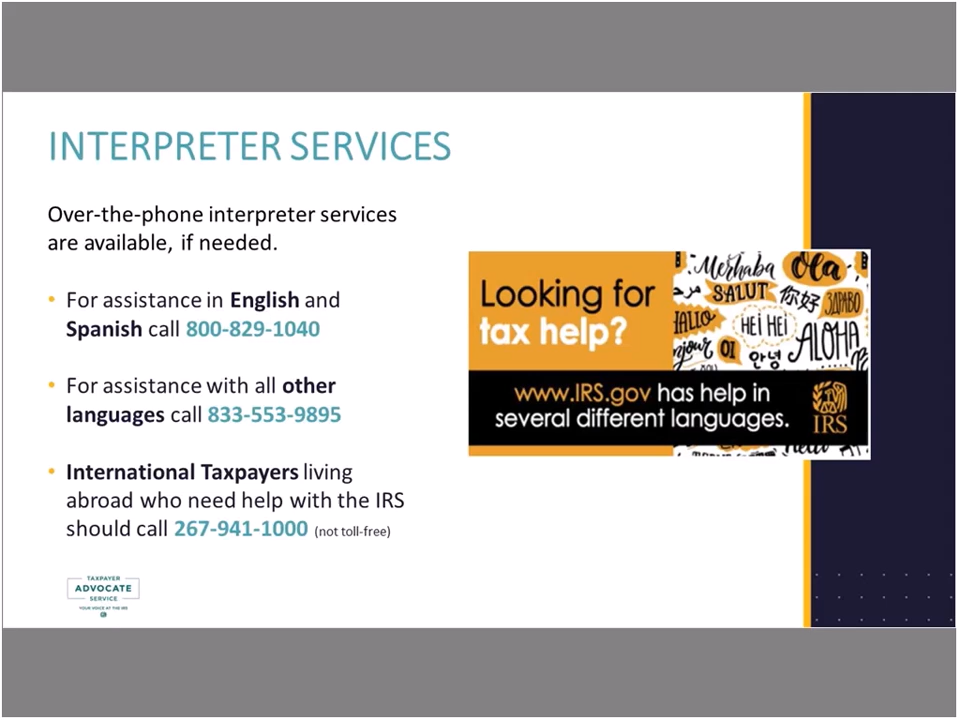 INTERPRETER SERVICES
Over-the-phone interpreter services
are available, if needed.
• For assistance in English and
Spanish call 800-829-1040
• For assistance with all other
languages call 833-553-9895
• International Taxpayers living
abroad who need help with the IRS
should call 267-941-1000 (not toll-free)
TAXPAYER
ADVOCATE
SERVICE
YOUR VOICE AT THE IRS
Looking for
tax help?
Merhaba Ola
SALUT 你好 ЗДРАВО
HALLO HEI HEI ALOHA
OI 안녕
www.IRS.gov has help in
several different languages.
IRS